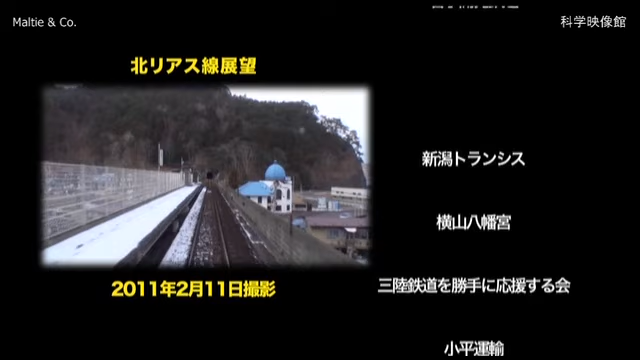 Maltie & Co.
科学映像館
北リアス線展望
新潟トランシス
横山八幡宮
2011年2月11日撮影
三陸鉄道を勝手に応援する会
小平運輸